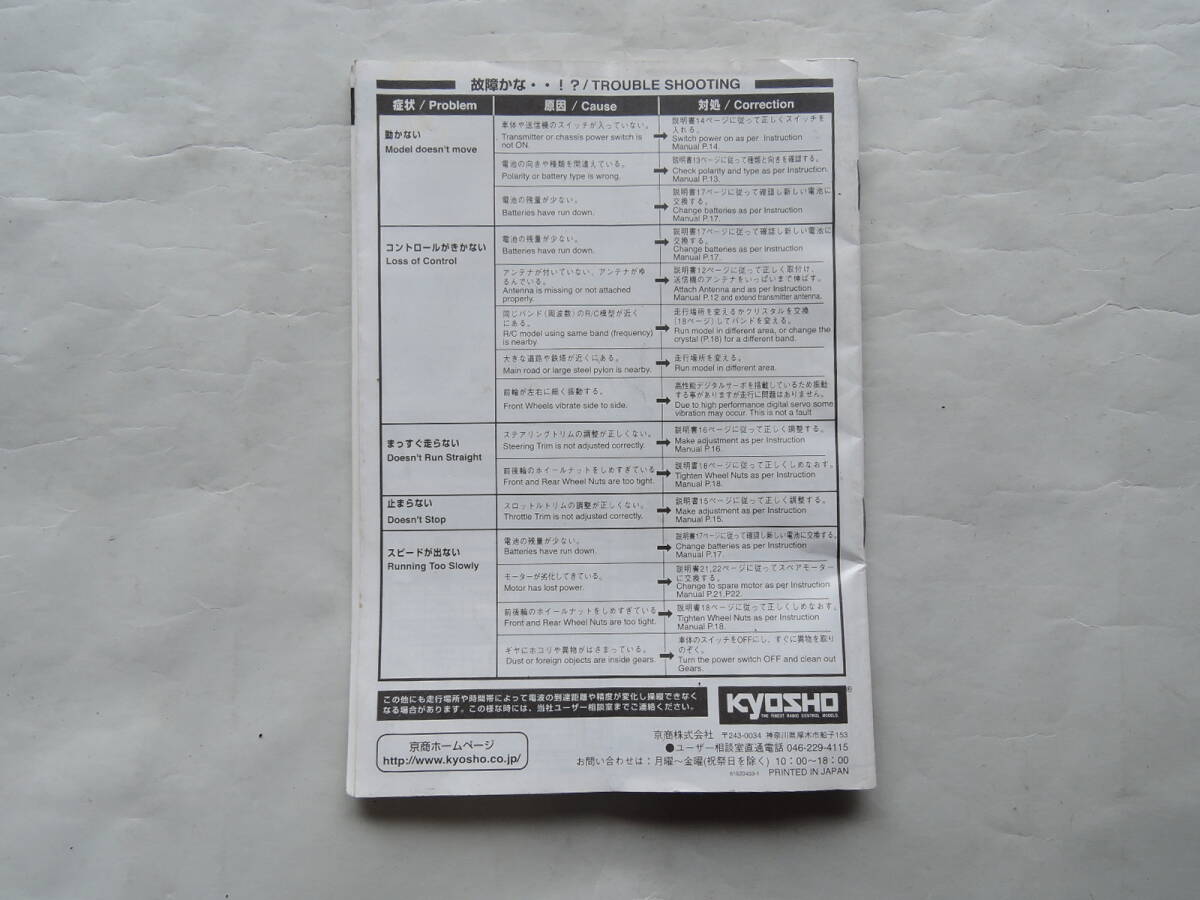 故障かな・・！？/ TROUBLE SHOOTING
症状 / Problem
原因 / Cause
対処 / Correction
動かない
Model doesn't move
車体や送信機のスイッチが入っていない。
Transmitter or chassis power switch is
not ON.
説明書14ページに従って正しくスイッチを
入れる。
Switch power on as per Instruction
Manual P.14.
電池の向きや種類を間違えている。
Polarity or battery type is wrong.
説明書13ページに従って種類と向きを確認する。
Check polarity and type as per Instruction
Manual P.13.
電池の残量が少ない。
Batteries have run down.
説明書17ページに従って確認し新しい電池に
交換する。
Change batteries as per Instruction
Manual P.17.
コントロールがきかない
Loss of Control
電池の残量が少ない。
Batteries have run down.
説明書17ページに従って確認し新しい電池に
交換する。
Change batteries as per Instruction
Manual P.17.
アンテナが付いていない、アンテナがゆ
るんでいる。
Antenna is missing or not attached
properly.
説明書12ページに従って正しく取付け、
送信機のアンテナをいっぱいまで伸ばす。
Attach Antenna and as per Instruction
Manual P.12 and extend transmitter antenna.
同じバンド（周波数）のR/C模型が近く
にある。
R/C model using same band (frequency)
is nearby.
走行場所を変えるかクリスタルを交換
（18ページ）してバンドを変える。
Run model in different area, or change the
crystal (P.18) for a different band.
大きな道路や鉄塔が近くにある。
Main road or large steel pylon is nearby.
走行場所を変える。
Run model in different area.
前輪が左右に細く振動する。
Front Wheels vibrate side to side.
高性能デジタルサーボを搭載しているため振動
する事がありますが走行に問題はありません。
Due to high performance digital servo some
vibration may occur. This is not a fault
まっすぐ走らない
Doesn't Run Straight
ステアリングトリムの調整が正しくない。
Steering Trim is not adjusted correctly.
説明書16ページに従って正しく調整する。
Make adjustment as per Instruction
Manual P.16.
前後輪のホイールナットをしめすぎている
Front and Rear Wheel Nuts are too tight.
説明書18ページに従って正しくしめなおす。
Tighten Wheel Nuts as per Instruction
Manual P.18.
止まらない
Doesn't Stop
スロットルトリムの調整が正しくない。
Throttle Trim is not adjusted correctly.
説明書15ページに従って正しく調整する。
Make adjustment as per Instruction
Manual P.15.
スピードが出ない
Running Too Slowly
電池の残量が少ない。
Batteries have run down.
説明書17ページに従って確認し新しい電池に交換する。
Change batteries as per Instruction
Manual P.17.
モーターが劣化してきている。
Motor has lost power.
説明書21,22ページに従ってスペアモーター
に交換する。
Change to spare motor as per Instruction
Manual P.21.P22.
前後輪のホイールナットをしめすぎている
Front and Rear Wheel Nuts are too tight.
説明書18ページに従って正しくしめなおす。
Tighten Wheel Nuts as per Instruction
Manual P.18.
ギヤにホコリや異物がはさまっている。
Dust or foreign objects are inside gears.
車体のスイッチをOFFにし、すぐに異物を取り
のぞく。
Turn the power switch OFF and clean out
Gears.
この他にも走行場所や時間帯によって電波の到達距離や精度が変化し操縦できなく
なる場合があります。この様な時には、当社ユーザー相談室までご連絡ください。
KYOSHO®
THE FINEST RADIO CONTROL MODELS
京商株式会社 〒243-0034 神奈川県厚木市船子153
●ユーザー相談室直通電話 046-229-4115
お問い合わせは：月曜～金曜(祝祭日を除く) 10：00～18：00
京商ホームページ
http://www.kyosho.co.jp/
PRINTED IN JAPAN